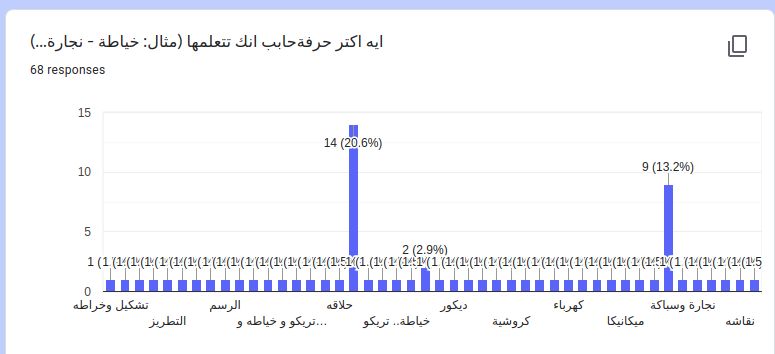 ايه اكتر حرفةحابب انك تتعلمها (مثال: خياطة - نجارة...)
68 responses
15
14 (20.6%)
10
9 (13.2%)
5
2 (2.9%)
0
تشكيل وخراطه
الرسم
حلاقه
ديكور
كهرباء
نجارة وسباكة
التطريز
تريكو و خياطه و...
خياطة.. تريكو
كروشية
ميكانيكا
نقاشه